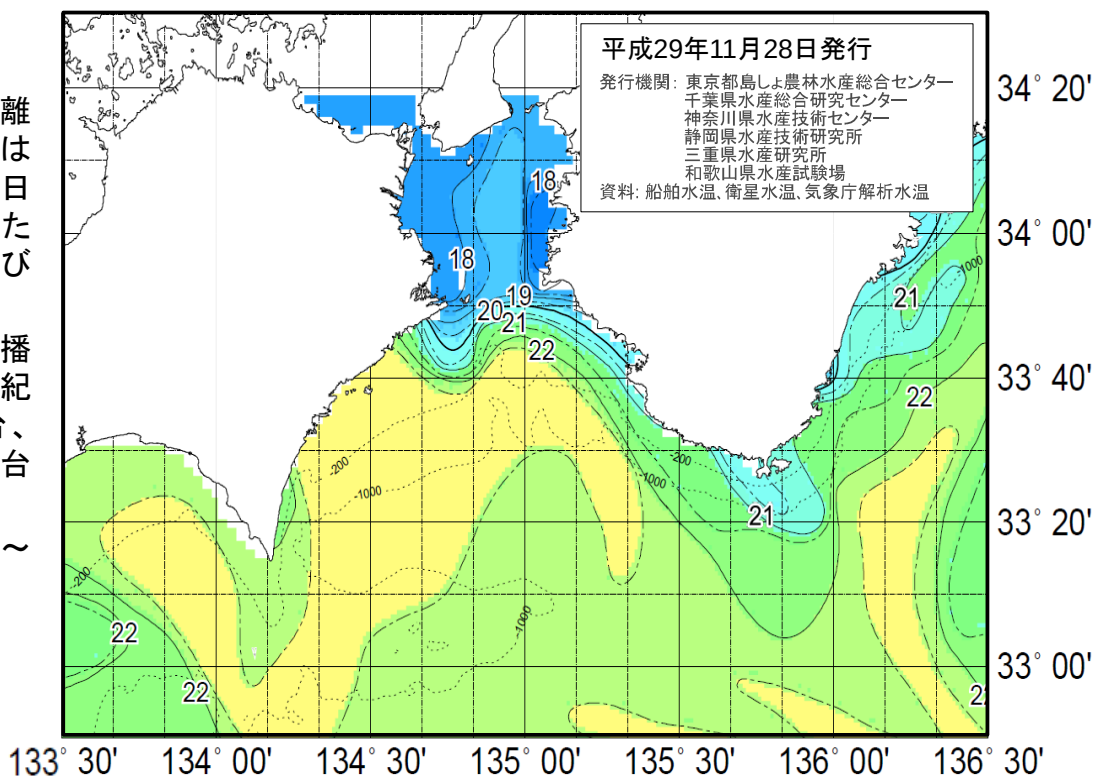 離
は
日
た
び
播
紀
台
～
平成29年11月28日発行
発行機関: 東京都島しょ農林水産総合センター
千葉県水産総合研究センター
神奈川県水産技術センター
静岡県水産技術研究所
三重県水産研究所
和歌山県水産試験場
資料: 船舶水温、衛星水温、気象庁解析水温
34° 20'
34° 00'
33° 40'
33° 20'
33° 00'
18
18
19
20
21
22
21
22
21
22
22
-200
-1000
-200
-1000
-1000
-200
-1000
133° 30' 134° 00' 134° 30' 135° 00' 135° 30' 136° 00' 136° 30'